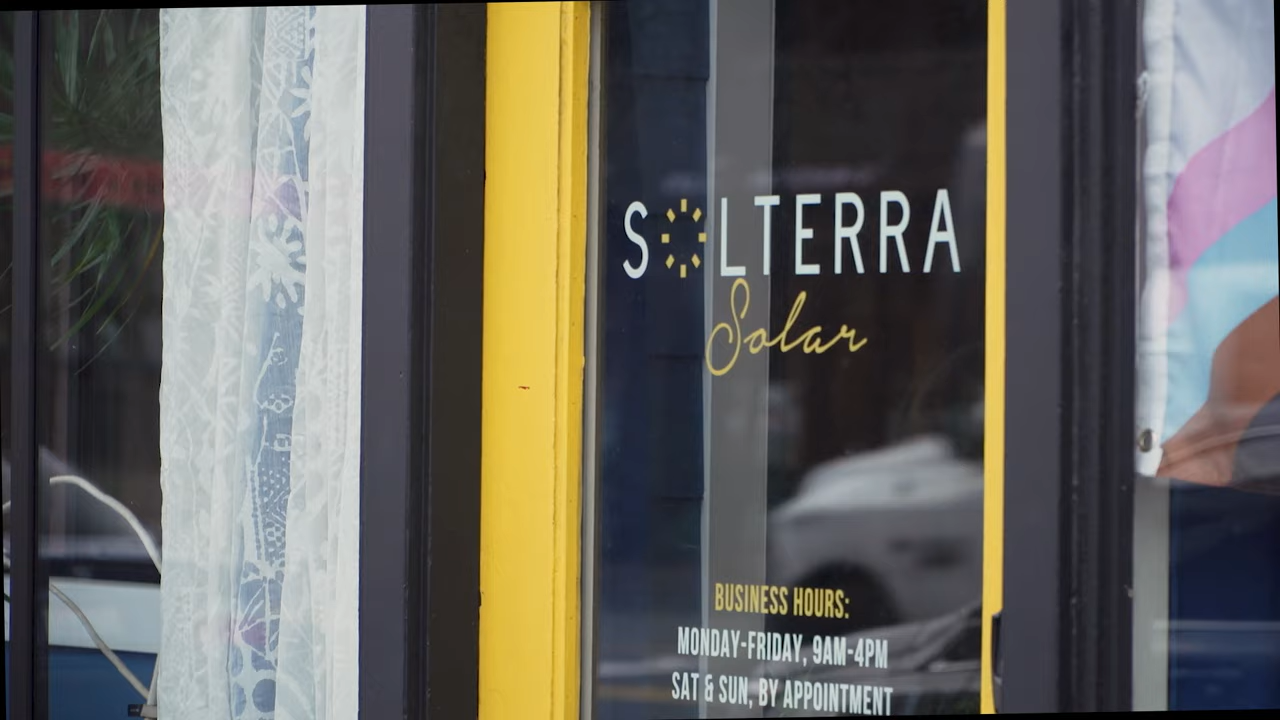 SOLTERRA
Solar
BUSINESS HOURS:
MONDAY-FRIDAY, 9AM-4PM
SAT & SUN, BY APPOINTMENT